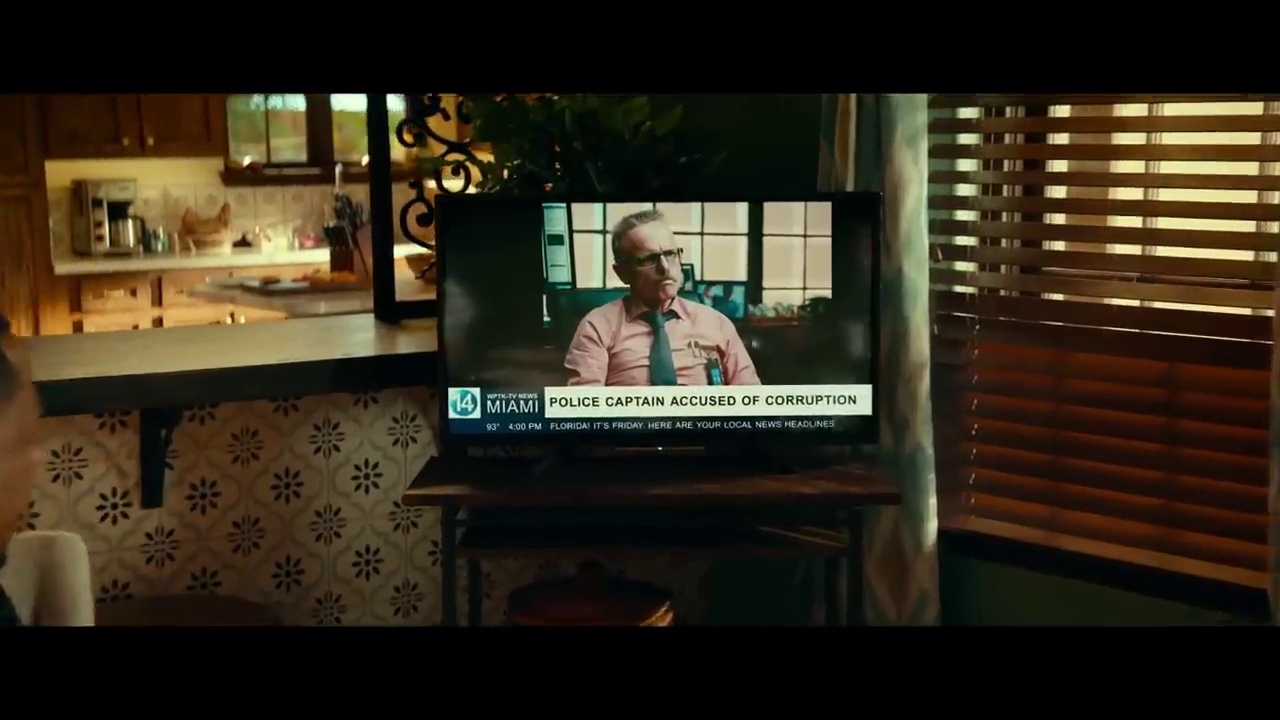 14
WPTK-TV NEWS
MIAMI
POLICE CAPTAIN ACCUSED OF CORRUPTION
93° 4:00 PM FLORIDA! IT'S FRIDAY. HERE ARE YOUR LOCAL NEWS HEADLINES